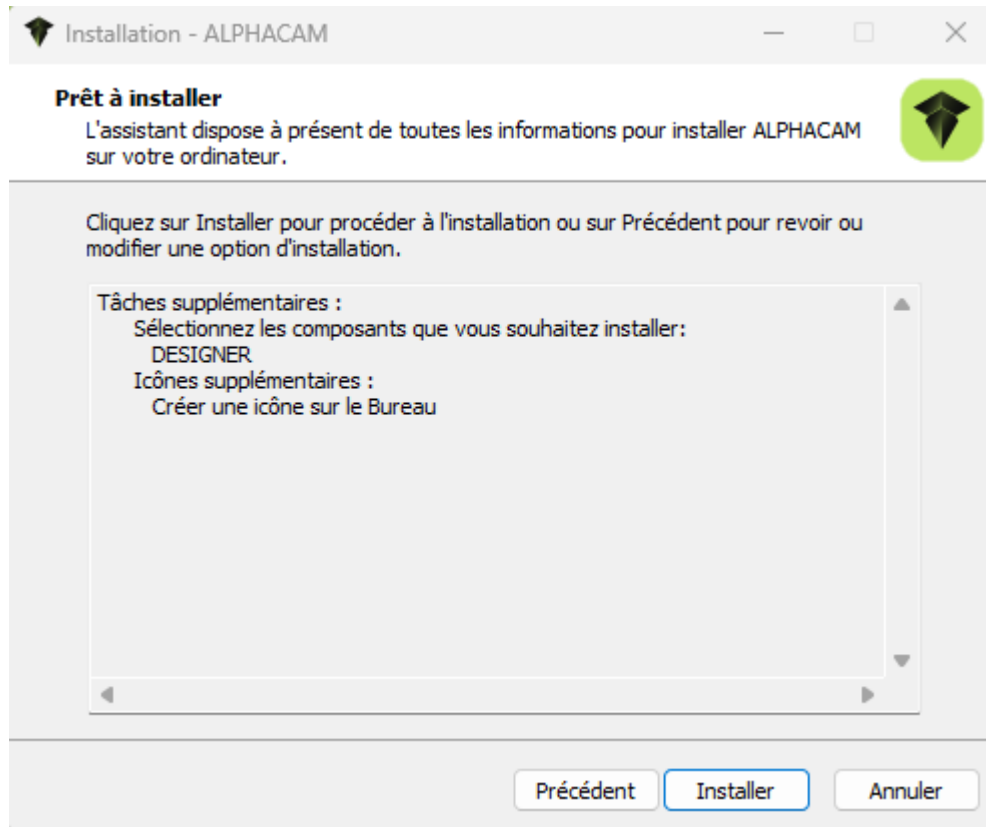 Installation - ALPHACAM
Prêt à installer
L'assistant dispose à présent de toutes les informations pour installer ALPHACAM
sur votre ordinateur.
Cliquez sur Installer pour procéder à l'installation ou sur Précédent pour revoir ou
modifier une option d'installation.
Tâches supplémentaires :
Sélectionnez les composants que vous souhaitez installer:
DESIGNER
Icônes supplémentaires :
Créer une icône sur le Bureau
Précédent Installer Annuler